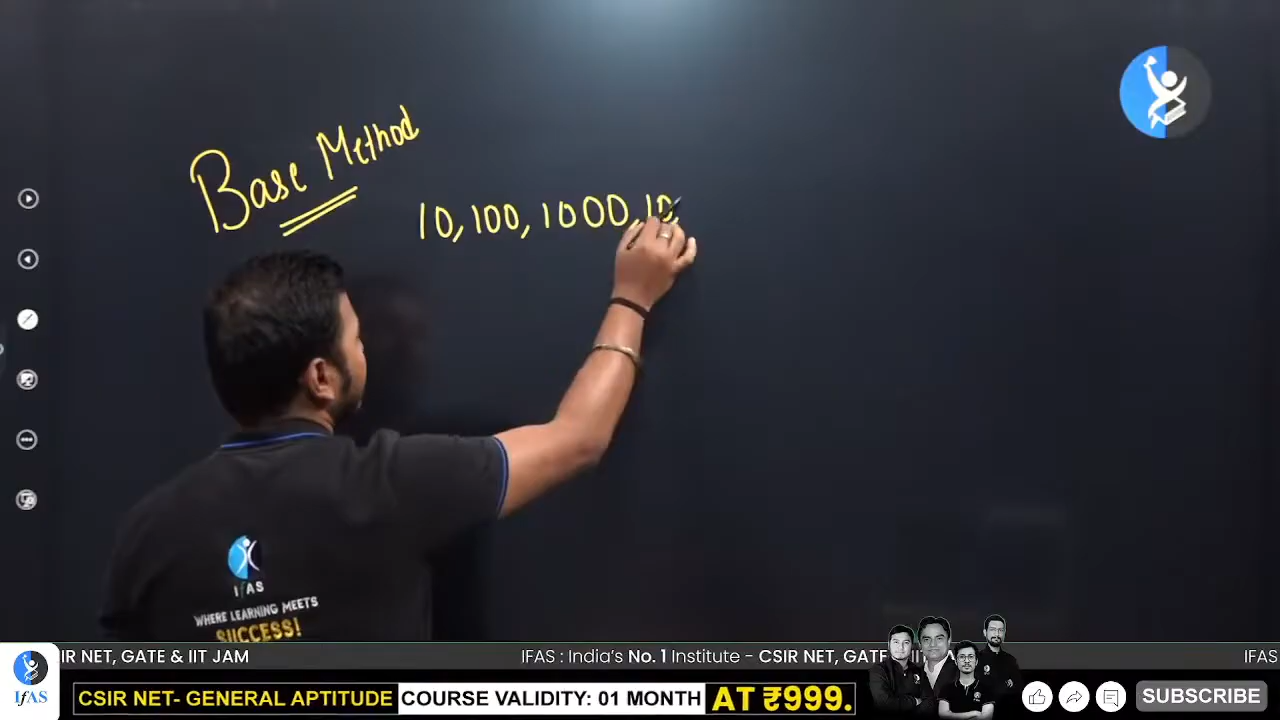 Base Method
10, 100, 1000, 10
IFAS
WHERE LEARNING MEETS
SUCCESS!
IR NET, GATE & IIT JAM
IFAS : India's No. 1 Institute - CSIR NET, GATE
IFAS
IfAS
CSIR NET- GENERAL APTITUDE COURSE VALIDITY: 01 MONTH AT ₹999.
SUBSCRIBE